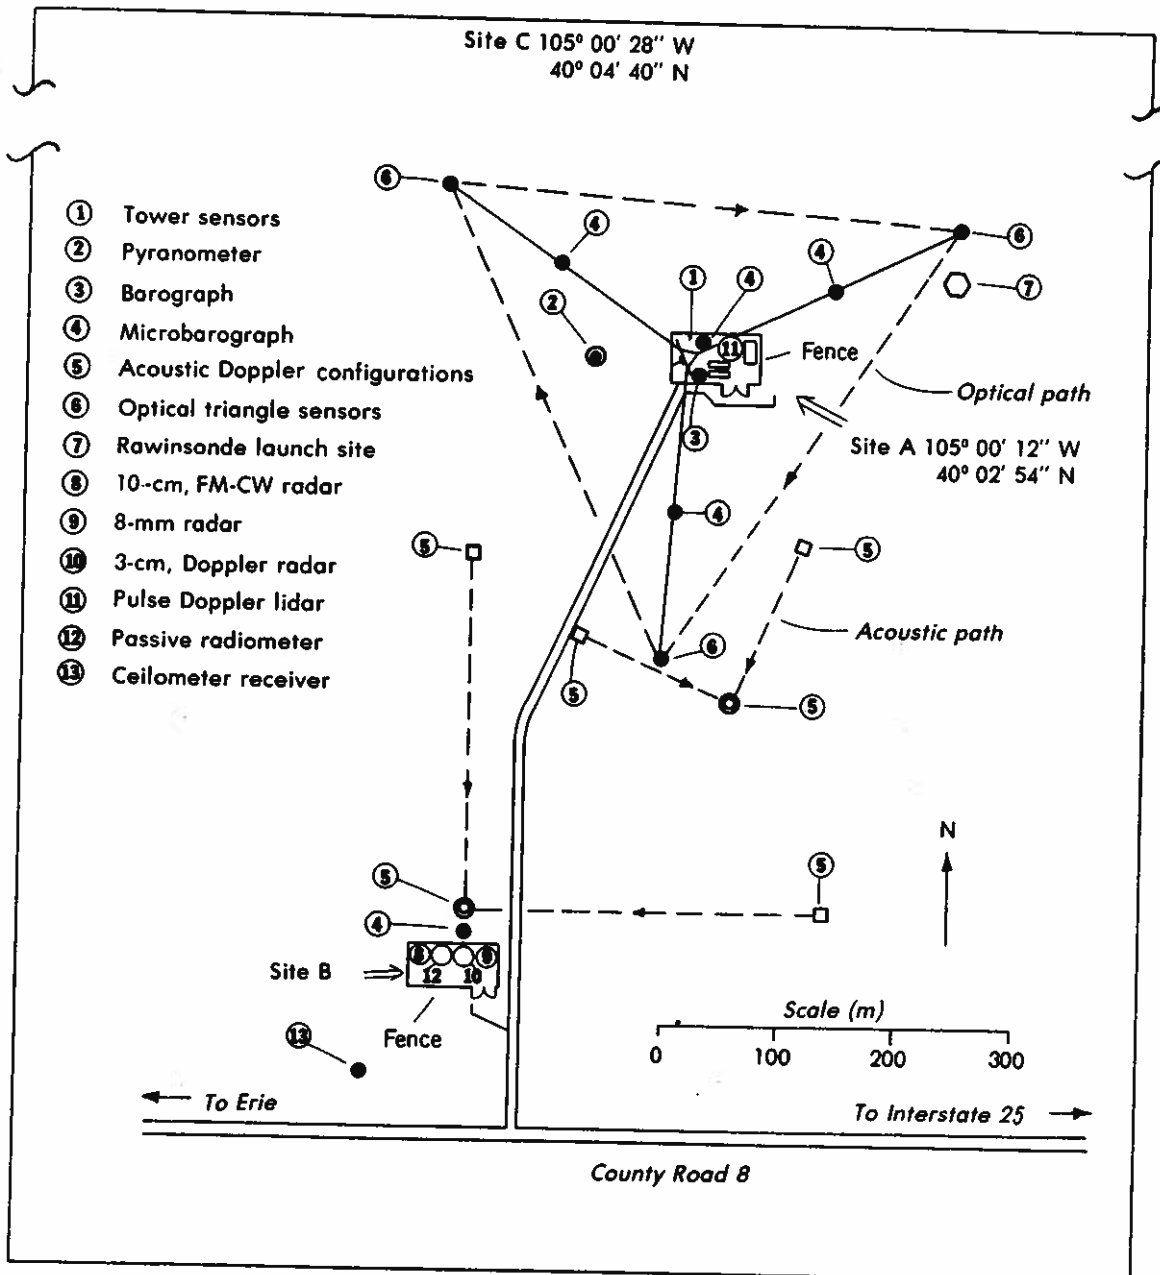 Site C 105° 00' 28" W
40° 04' 40" N
① Tower sensors
② Pyranometer
③ Barograph
④ Microbarograph
⑤ Acoustic Doppler configurations
⑥ Optical triangle sensors
⑦ Rawinsonde launch site
⑧ 10-cm, FM-CW radar
⑨ 8-mm radar
⑩ 3-cm, Doppler radar
⑪ Pulse Doppler lidar
⑫ Passive radiometer
⑬ Ceilometer receiver
⑥
④
⑥
④
①
④
⑦
②
⑪
Fence
Optical path
③
Site A 105° 00' 12" W
40° 02' 54" N
④
⑤
⑤
Acoustic path
⑥
⑤
⑤
N
⑤
⑤
④
⑧
⑨
Site B
12
10
Scale (m)
⑬
Fence
0
100
200
300
To Erie
To Interstate 25
County Road 8